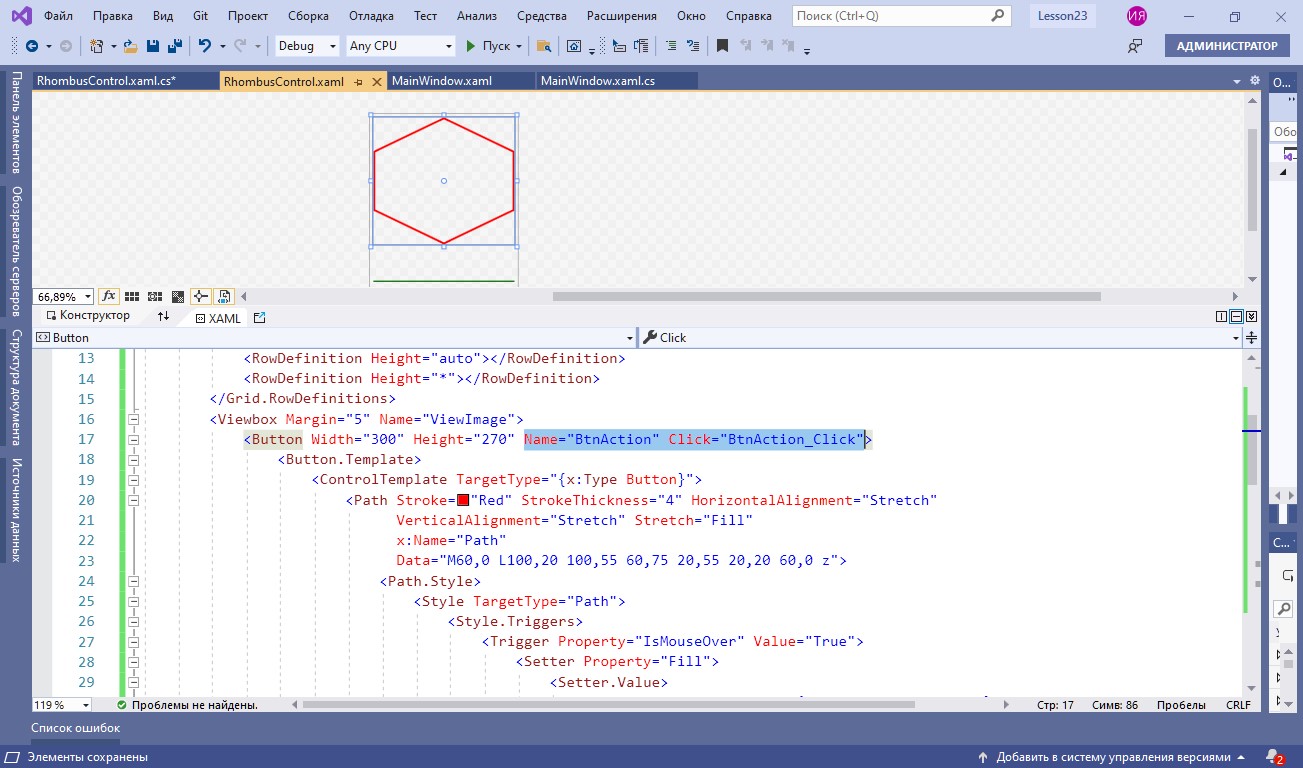 Файл Правка Вид Git Проект Сборка Отладка Тест Анализ Средства Расширения Окно Справка Поиск (Ctrl+Q) Lesson23 ИЯ
Debug Any CPU Пуск АДМИНИСТРАТОР
RhombusControl.xaml.cs* RhombusControl.xaml MainWindow.xaml MainWindow.xaml.cs
О...
Обо
Панель элементов
Обозреватель серверов
Структура документа
Источники данных
66,89% fx
Конструктор XAML
Button Click
13 <RowDefinition Height="auto"></RowDefinition>
14 <RowDefinition Height="*"></RowDefinition>
15 </Grid.RowDefinitions>
16 <Viewbox Margin="5" Name="ViewImage">
17 <Button Width="300" Height="270" Name="BtnAction" Click="BtnAction_Click">
18 <Button.Template>
19 <ControlTemplate TargetType="{x:Type Button}">
20 <Path Stroke="Red" StrokeThickness="4" HorizontalAlignment="Stretch"
21 VerticalAlignment="Stretch" Stretch="Fill"
22 x:Name="Path"
23 Data="M60,0 L100,20 100,55 60,75 20,55 20,20 60,0 z">
24 <Path.Style>
25 <Style TargetType="Path">
26 <Style.Triggers>
27 <Trigger Property="IsMouseOver" Value="True">
28 <Setter Property="Fill">
29 <Setter.Value>
С...
119 % Проблемы не найдены. Стр: 17 Симв: 86 Пробелы CRLF
Список ошибок
Элементы сохранены Добавить в систему управления версиями 2